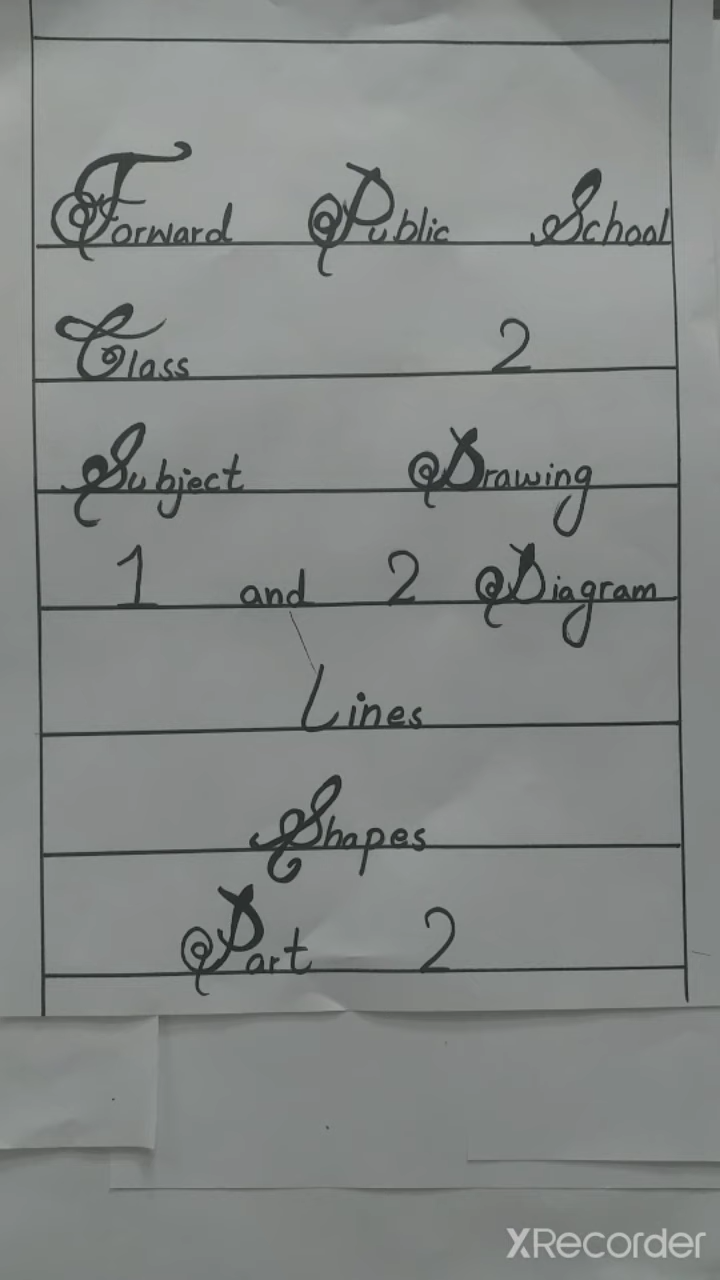 Forward Public School
Class 2
Subject Drawing
1 and 2 Diagram
Lines
Shapes
Part 2
XRecorder